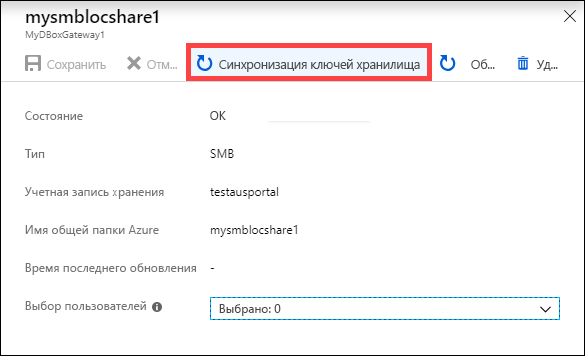 mysmblocshare1
MyDBoxGateway1
Сохранить Отм... Синхронизация ключей хранилища Об... Уд...
Состояние OK
Тип SMB
Учетная запись хранения testausportal
Имя общей папки Azure mysmblocshare1
Время последнего обновления -
Выбор пользователей Выбрано: 0